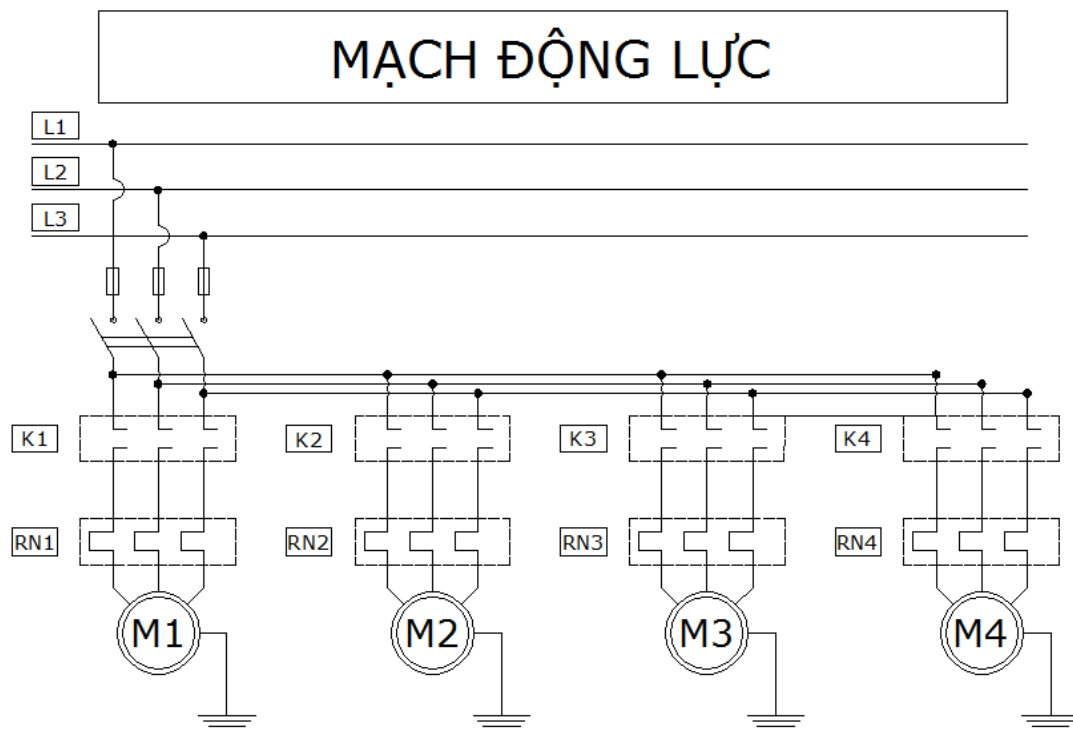 MẠCH ĐỘNG LỰC
L1
L2
L3
K1
K2
K3
K4
RN1
RN2
RN3
RN4
M1
M2
M3
M4